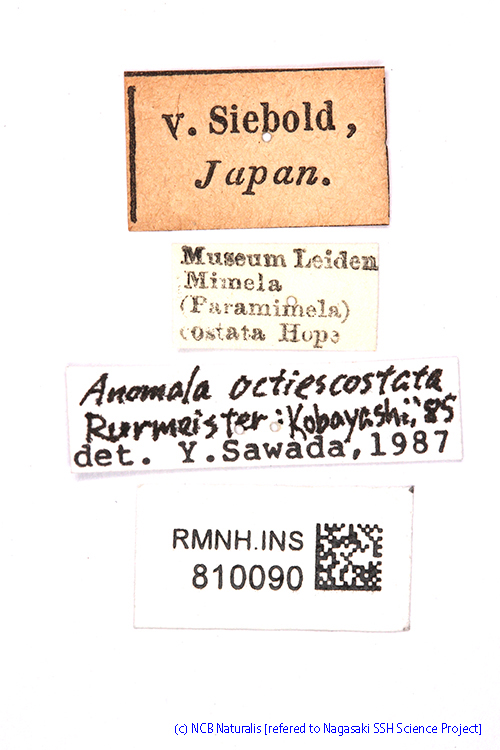 v. Siebold,
Japan.
Museum Leiden
Mimela
(Paramimela)
costata Hope
Anomala octiescostata
Burmeister: Kobayashi, '85
det. Y.Sawada,1987
RMNH.INS
810090
(c) NCB Naturalis [refered to Nagasaki SSH Science Project]